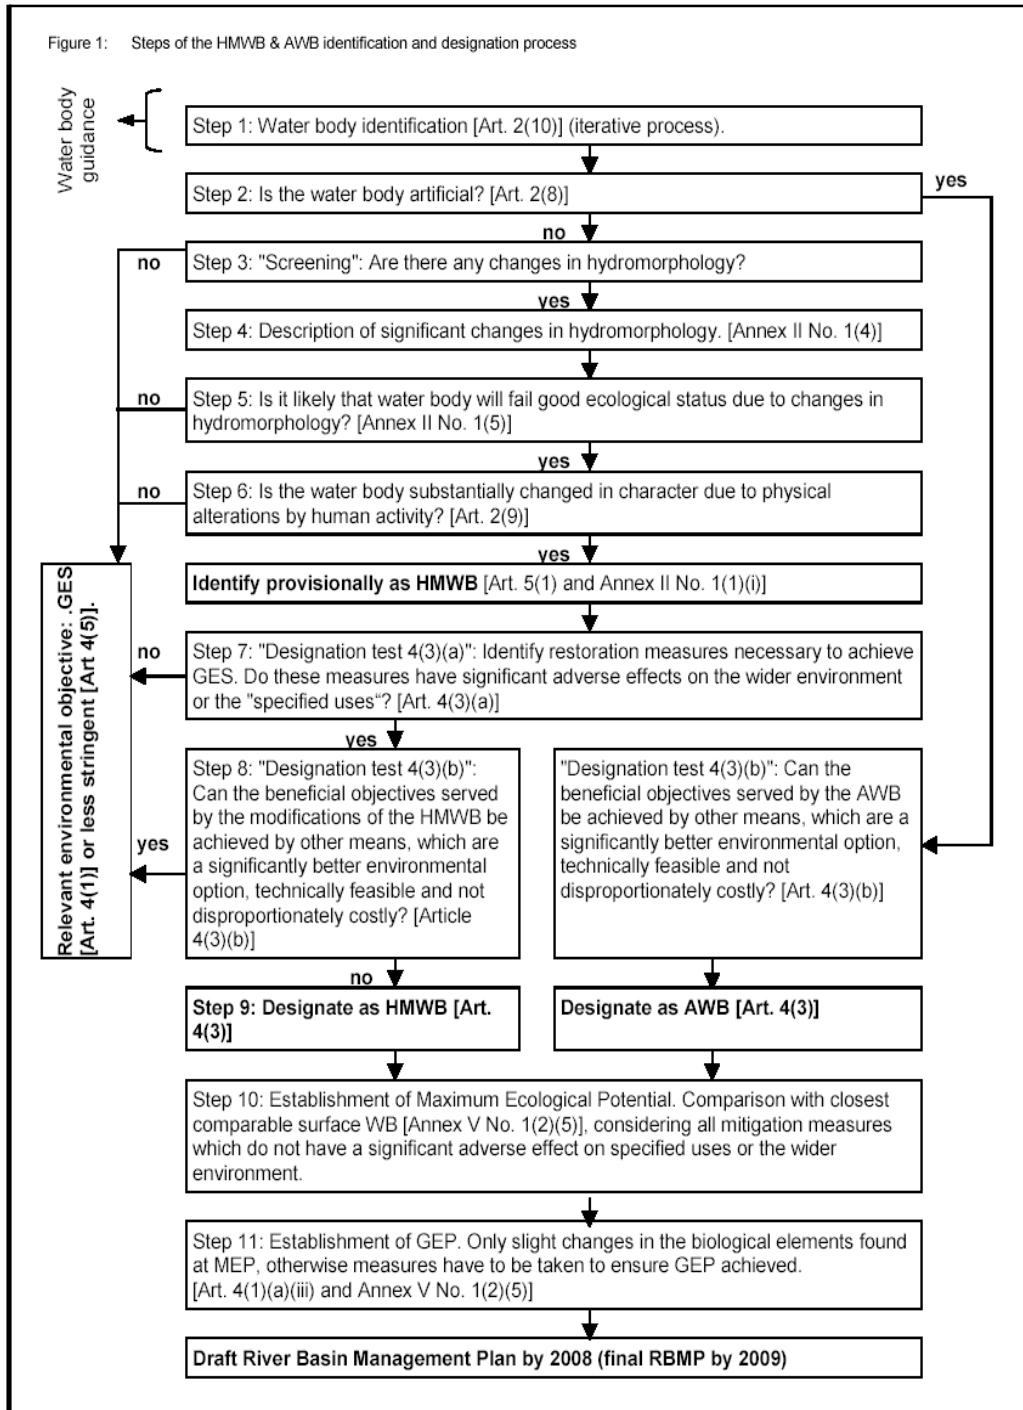 Figure 1: Steps of the HMWB & AWB identification and designation process
Water body
guidance
Step 1: Water body identification [Art. 2(10)] (iterative process).
Step 2: Is the water body artificial? [Art. 2(8)]
yes
no
no
Step 3: "Screening": Are there any changes in hydromorphology?
yes
Step 4: Description of significant changes in hydromorphology. [Annex II No. 1(4)]
no
Step 5: Is it likely that water body will fail good ecological status due to changes in
hydromorphology? [Annex II No. 1(5)]
yes
no
Step 6: Is the water body substantially changed in character due to physical
alterations by human activity? [Art. 2(9)]
yes
Identify provisionally as HMWB [Art. 5(1) and Annex II No. 1(1)(i)]
Relevant environmental objective: .GES
[Art. 4(1)] or less stringent [Art 4(5)].
no
Step 7: "Designation test 4(3)(a)": Identify restoration measures necessary to achieve
GES. Do these measures have significant adverse effects on the wider environment
or the "specified uses“? [Art. 4(3)(a)]
yes
Step 8: "Designation test 4(3)(b)":
Can the beneficial objectives served
by the modifications of the HMWB be
achieved by other means, which are
a significantly better environmental
option, technically feasible and not
disproportionately costly? [Article
4(3)(b)]
yes
"Designation test 4(3)(b)": Can the
beneficial objectives served by the AWB
be achieved by other means, which are a
significantly better environmental option,
technically feasible and not
disproportionately costly? [Art. 4(3)(b)]
no
Step 9: Designate as HMWB [Art.
4(3)]
Designate as AWB [Art. 4(3)]
Step 10: Establishment of Maximum Ecological Potential. Comparison with closest
comparable surface WB [Annex V No. 1(2)(5)], considering all mitigation measures
which do not have a significant adverse effect on specified uses or the wider
environment.
Step 11: Establishment of GEP. Only slight changes in the biological elements found
at MEP, otherwise measures have to be taken to ensure GEP achieved.
[Art. 4(1)(a)(iii) and Annex V No. 1(2)(5)]
Draft River Basin Management Plan by 2008 (final RBMP by 2009)